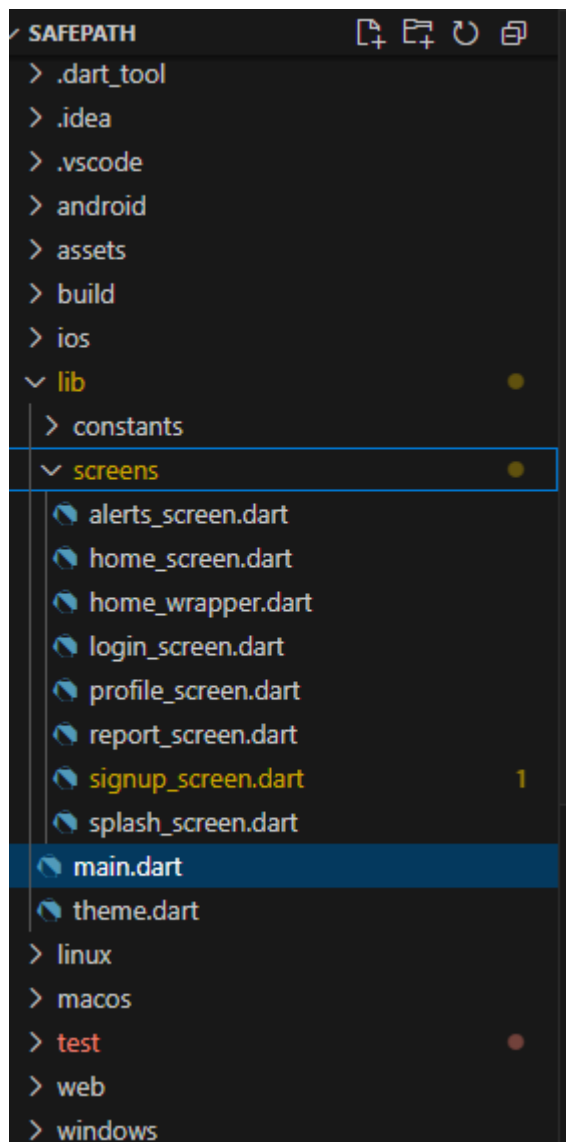 SAFEPATH
.dart_tool
.idea
.vscode
android
assets
build
ios
lib
constants
screens
alerts_screen.dart
home_screen.dart
home_wrapper.dart
login_screen.dart
profile_screen.dart
report_screen.dart
signup_screen.dart 1
splash_screen.dart
main.dart
theme.dart
linux
macos
test
web
windows